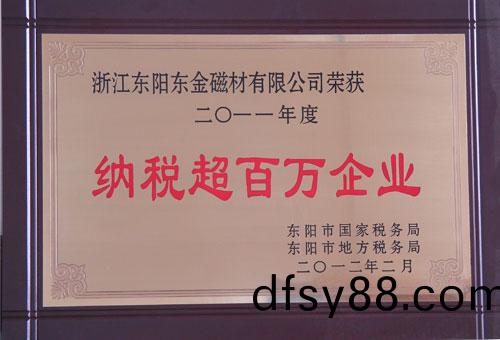 浙江东阳东金磁材有限公司荣获
二〇一一年度
纳税超百万企业
东阳市国家税务局
东阳市地方税务局
二〇一二年二月
dfsy88.com